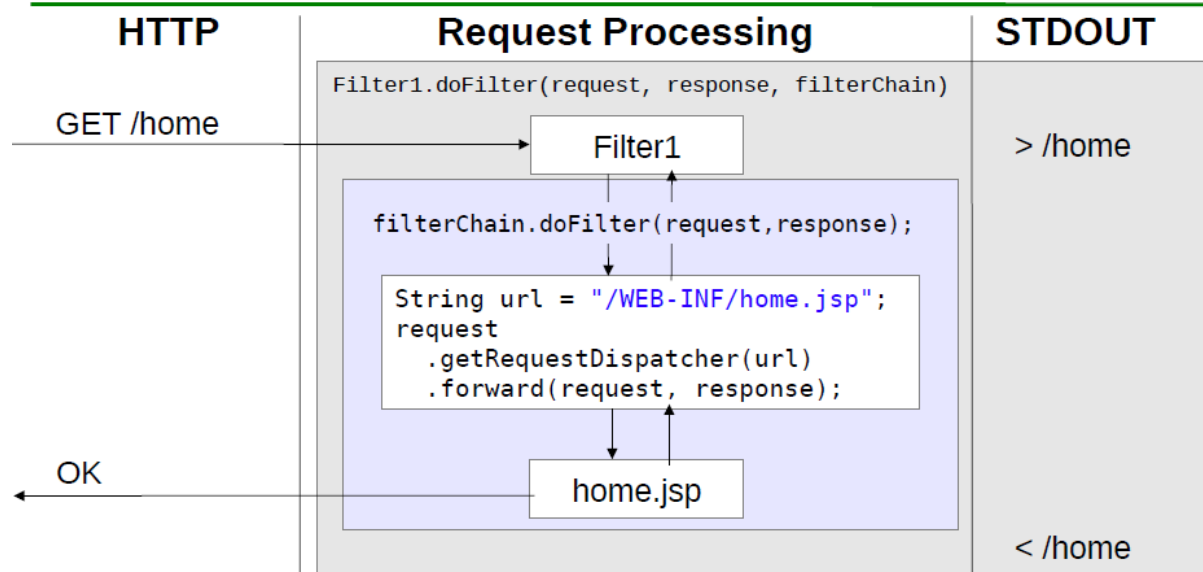 HTTP
Request Processing
STDOUT
Filter1.doFilter(request, response, filterChain)
GET /home
Filter1
> /home
filterChain.doFilter(request,response);
String url = "/WEB-INF/home.jsp";
request
.getRequestDispatcher(url)
.forward(request, response);
OK
home.jsp
< /home